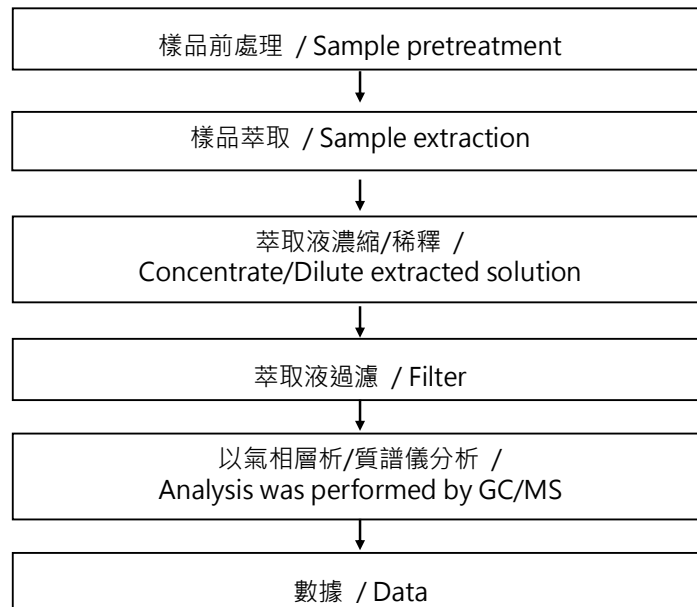 樣品前處理 / Sample pretreatment
樣品萃取 / Sample extraction
萃取液濃縮/稀釋 /
Concentrate/Dilute extracted solution
萃取液過濾 / Filter
以氣相層析/質譜儀分析 /
Analysis was performed by GC/MS
數據 / Data